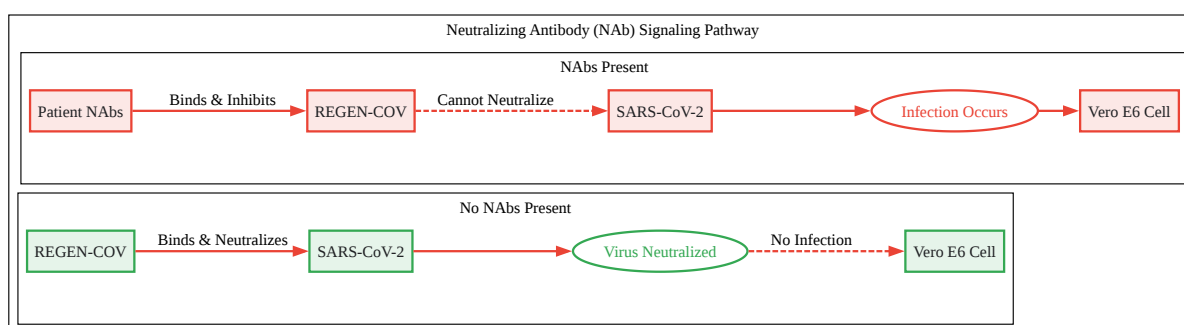 Neutralizing Antibody (NAb) Signaling Pathway
NAbs Present
Patient NAbs
Binds & Inhibits
REGEN-COV
Cannot Neutralize
SARS-CoV-2
Infection Occurs
Vero E6 Cell
No NAbs Present
REGEN-COV
Binds & Neutralizes
SARS-CoV-2
Virus Neutralized
No Infection
Vero E6 Cell